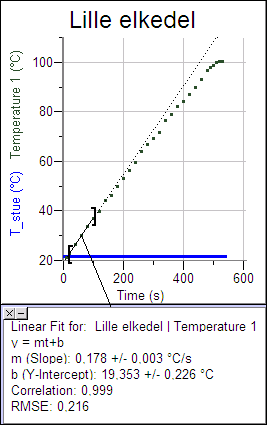 Lille elkedel
T_stue (°C) Temperature 1 (°C)
100
80
60
40
20
0 200 400 600
Time (s)
Linear Fit for: Lille elkedel | Temperature 1
y = mt+b
m (Slope): 0,178 +/- 0,003 °C/s
b (Y-Intercept): 19,353 +/- 0,226 °C
Correlation: 0,999
RMSE: 0,216